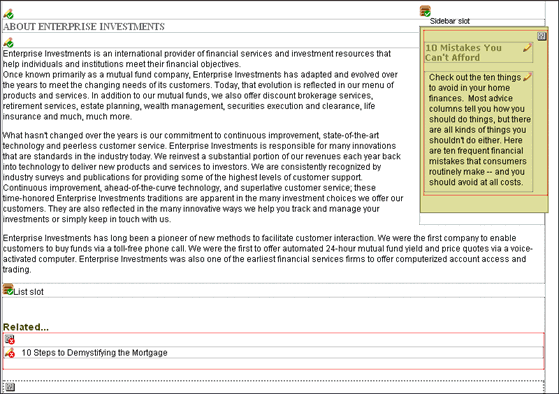 ABOUT ENTERPRISE INVESTMENTS
Enterprise Investments is an international provider of financial services and investment resources that
help individuals and institutions meet their financial objectives.
Once known primarily as a mutual fund company, Enterprise Investments has adapted and evolved over
the years to meet the changing needs of its customers. Today, that evolution is reflected in our menu of
products and services. In addition to our mutual funds, we also offer discount brokerage services,
retirement services, estate planning, wealth management, securities execution and clearance, life
insurance and much, much more.
What hasn't changed over the years is our commitment to continuous improvement, state-of-the-art
technology and peerless customer service. Enterprise Investments is responsible for many innovations
that are standards in the industry today. We reinvest a substantial portion of our revenues each year back
into technology to deliver new products and services to investors. We are consistently recognized by
industry surveys and publications for providing some of the highest levels of customer support.
Continuous improvement, ahead-of-the-curve technology, and superlative customer service; these
time-honored Enterprise Investments traditions are apparent in the many investment choices we offer our
customers. They are also reflected in the many innovative ways we help you track and manage your
investments or simply keep in touch with us.
Enterprise Investments has long been a pioneer of new methods to facilitate customer interaction. We were the first company to enable
customers to buy funds via a toll-free phone call. We were the first to offer automated 24-hour mutual fund yield and price quotes via a voice-
activated computer. Enterprise Investments was also one of the earliest financial services firms to offer computerized account access and
trading.
Sidebar slot
10 Mistakes You
Can't Afford
Check out the ten things
to avoid in your home
finances. Most advice
columns tell you how you
should do things, but there
are all kinds of things you
shouldn't do either. Here
are ten frequent financial
mistakes that consumers
routinely make -- and you
should avoid at all costs.
List slot
Related...
10 Steps to Demystifying the Mortgage